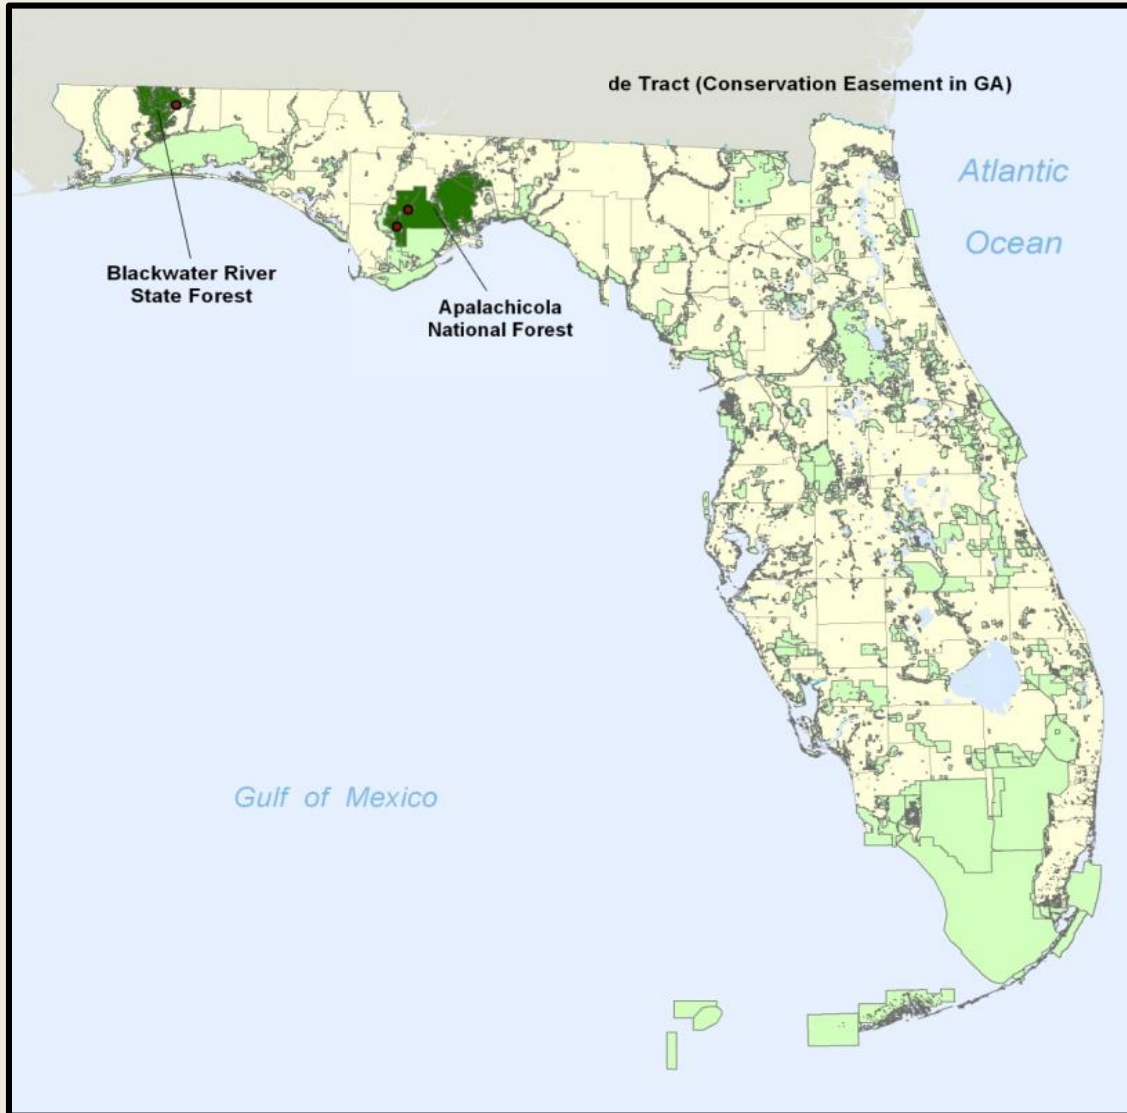 de Tract (Conservation Easement in GA)
Atlantic
Ocean
Blackwater River
State Forest
Apalachicola
National Forest
Gulf of Mexico